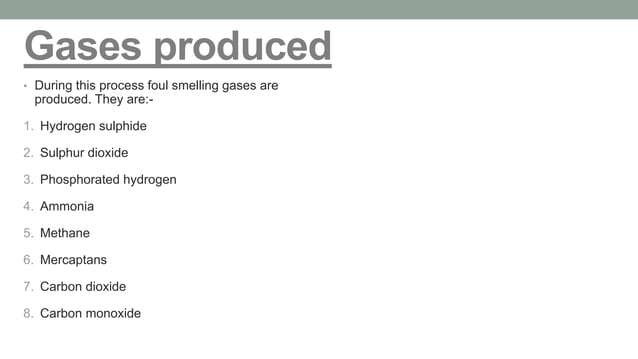 Gases produced
• During this process foul smelling gases are
produced. They are:-
1. Hydrogen sulphide
2. Sulphur dioxide
3. Phosphorated hydrogen
4. Ammonia
5. Methane
6. Mercaptans
7. Carbon dioxide
8. Carbon monoxide